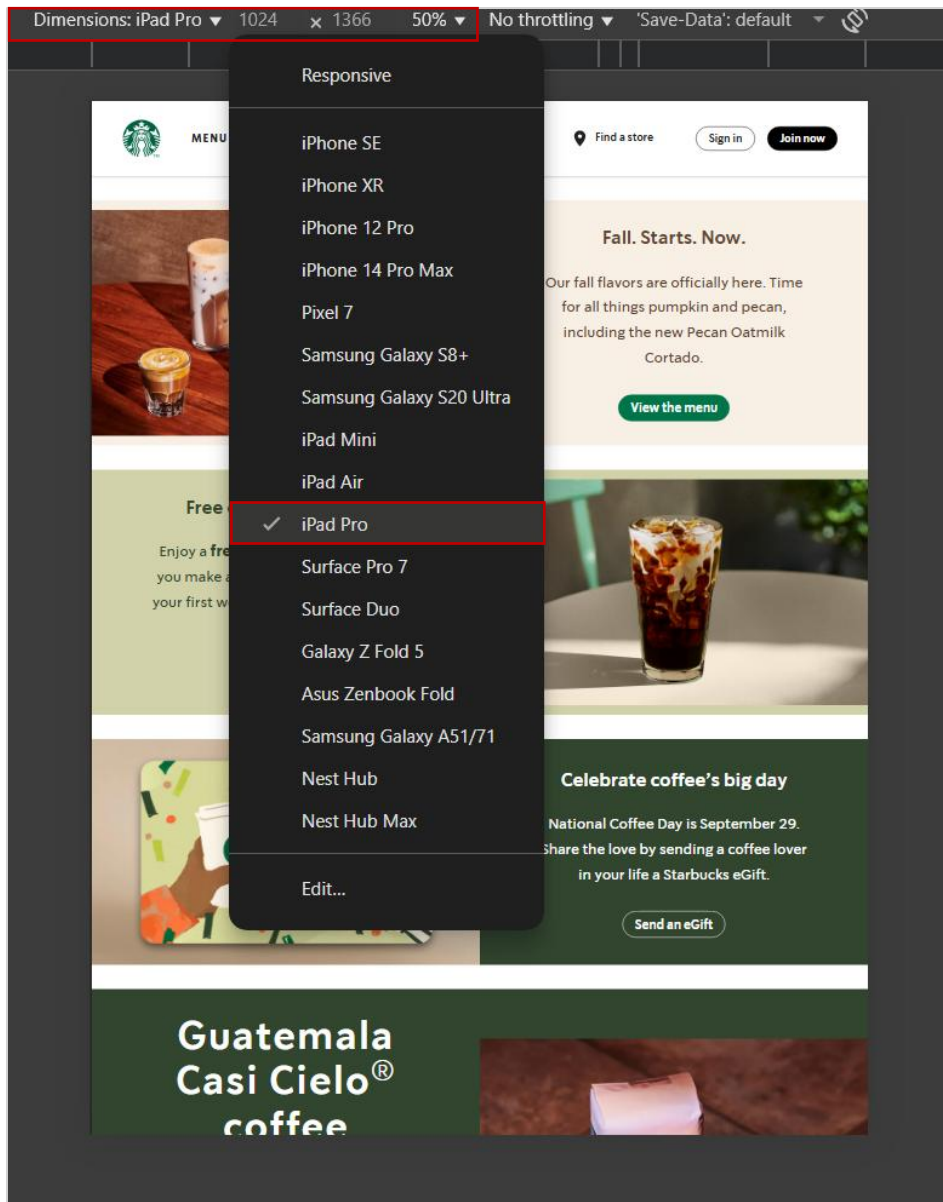 Dimensions: iPad Pro ▼ 1024 × 1366 50% ▼ No throttling ▼ 'Save-Data': default
Responsive
iPhone SE
iPhone XR
iPhone 12 Pro
iPhone 14 Pro Max
Pixel 7
Samsung Galaxy S8+
Samsung Galaxy S20 Ultra
iPad Mini
iPad Air
✓ iPad Pro
Surface Pro 7
Surface Duo
Galaxy Z Fold 5
Asus Zenbook Fold
Samsung Galaxy A51/71
Nest Hub
Nest Hub Max
Edit...
MENU
Find a store Sign in Join now
Fall. Starts. Now.
Our fall flavors are officially here. Time
for all things pumpkin and pecan,
including the new Pecan Oatmilk
Cortado.
View the menu
Free
Enjoy a fre
you make a
your first w
Celebrate coffee's big day
National Coffee Day is September 29.
Share the love by sending a coffee lover
in your life a Starbucks eGift.
Send an eGift
Guatemala
Casi Cielo®
coffee